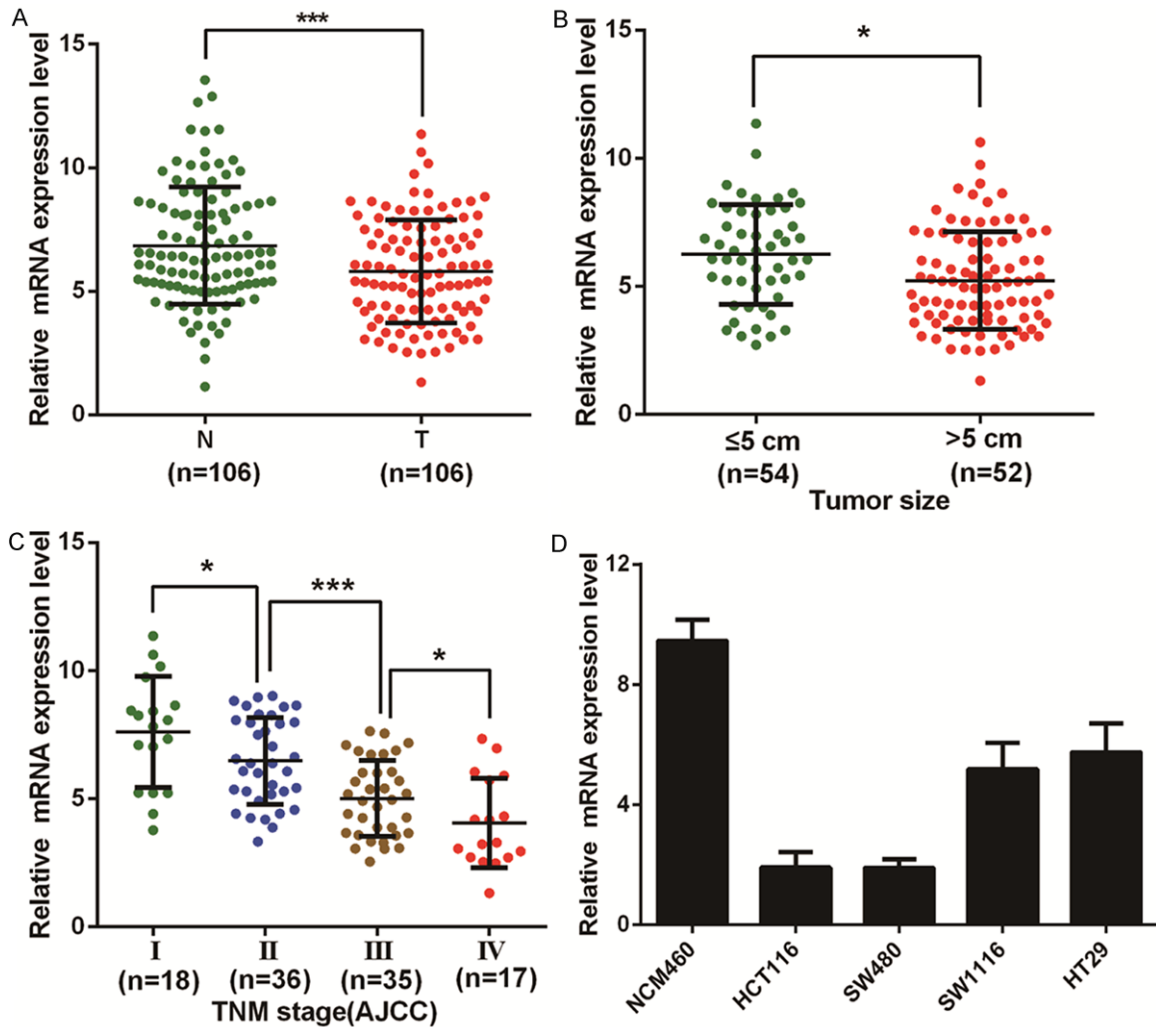 A
Relative mRNA expression level
***
15
10
5
0
N
T
(n=106)
(n=106)
B
Relative mRNA expression level
*
15
10
5
0
≤5 cm
>5 cm
(n=54)
(n=52)
Tumor size
C
Relative mRNA expression level
*
***
*
15
10
5
0
I
II
III
IV
(n=18)
(n=36)
(n=35)
(n=17)
TNM stage(AJCC)
D
Relative mRNA expression level
12
8
4
0
NCM460
HCT116
SW480
SW1116
HT29